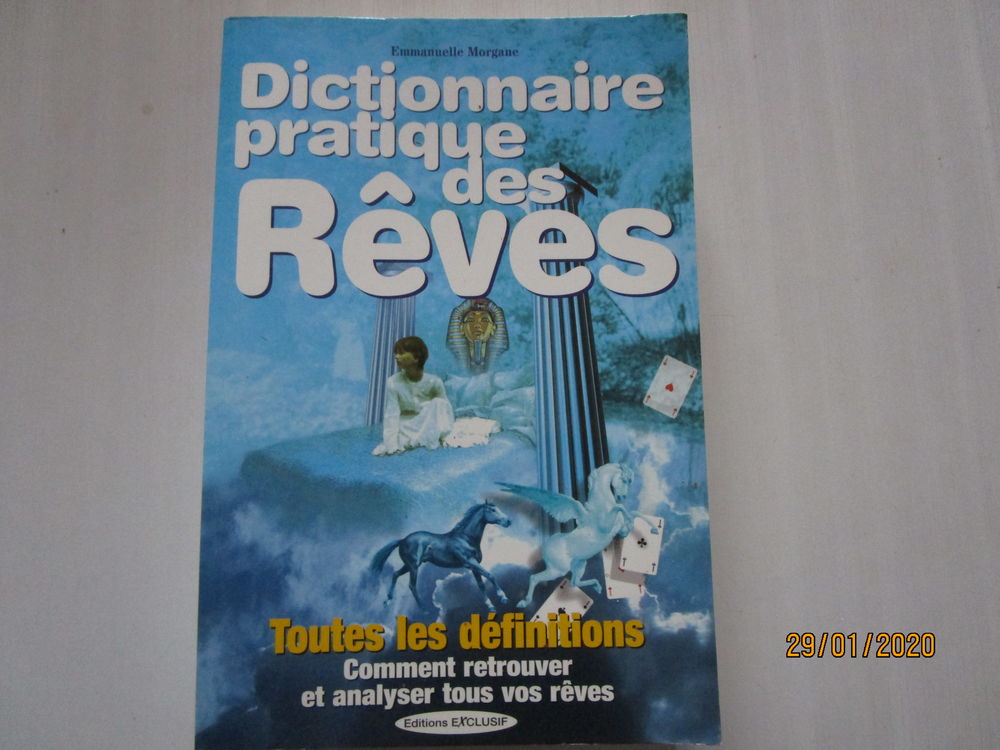 Emmanuelle Morgane
Dictionnaire
pratique
des
Rêves
Toutes les définitions
Comment retrouver
et analyser tous vos rêves
Editions EXCLUSIF
29/01/2020